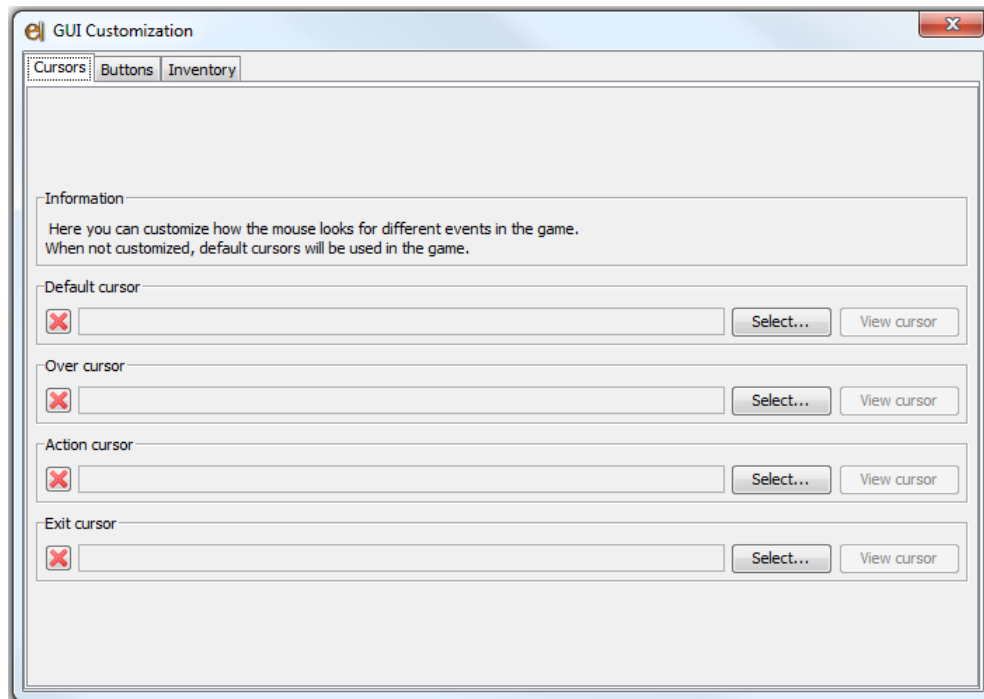 GUI Customization
Cursors Buttons Inventory
Information
Here you can customize how the mouse looks for different events in the game.
When not customized, default cursors will be used in the game.
Default cursor
Select... View cursor
Over cursor
Select... View cursor
Action cursor
Select... View cursor
Exit cursor
Select... View cursor